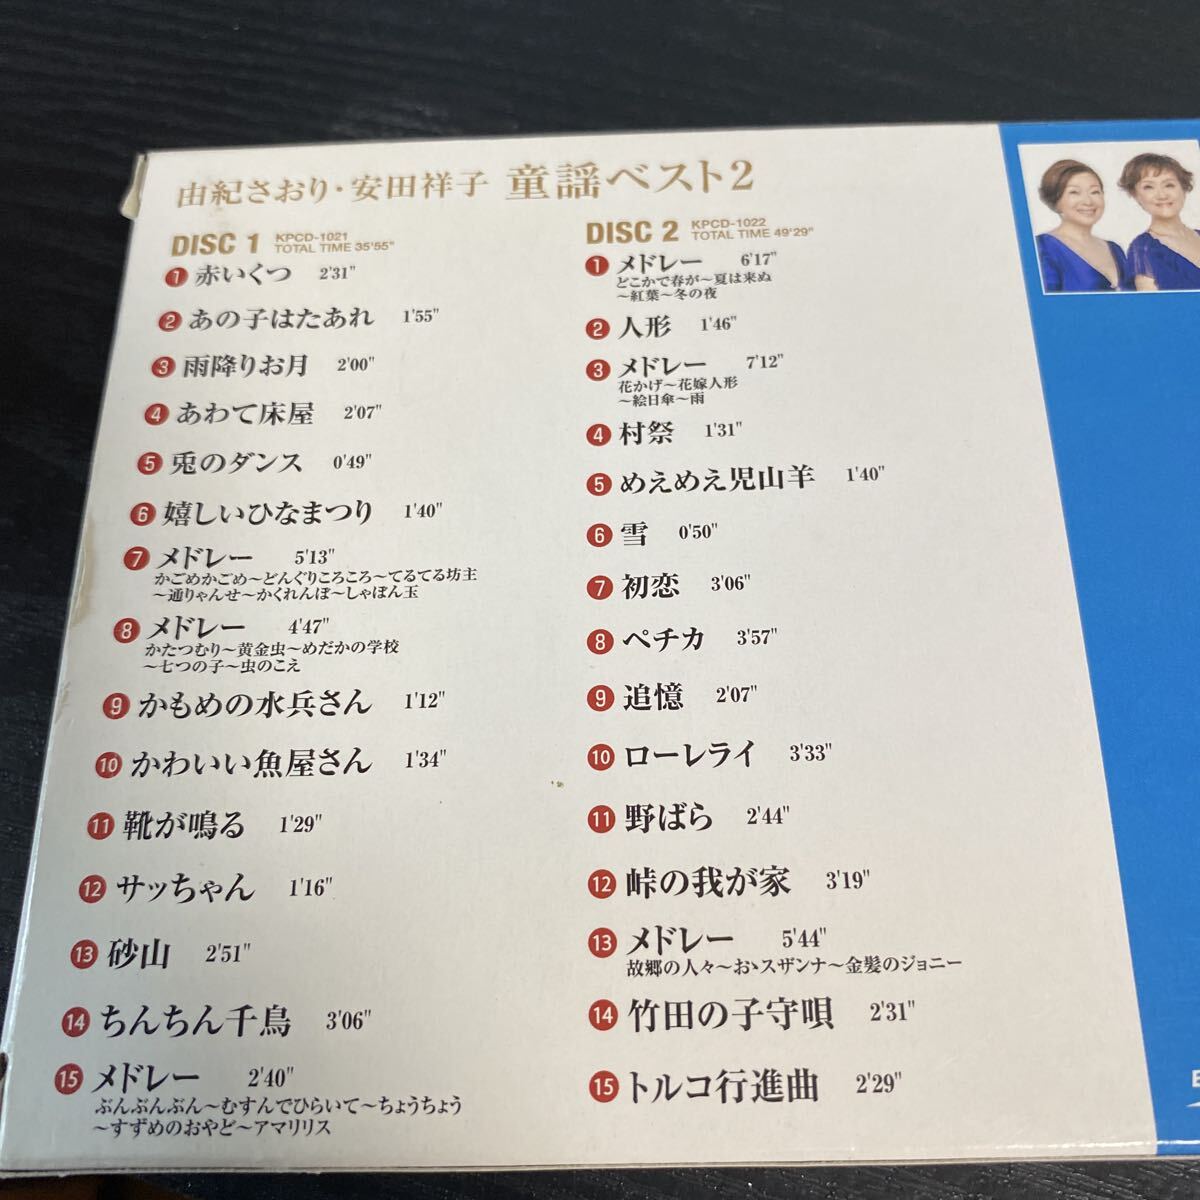 由紀さおり・安田祥子 童謡ベスト2
DISC 1 KPCD-1021
TOTAL TIME 35'55"
1 赤いくつ 2'31"
2 あの子はたあれ 1'55"
3 雨降りお月 2'00"
4 あわて床屋 2'07"
5 兎のダンス 0'49"
6 嬉しいひなまつり 1'40"
7 メドレー 5'13"
かごめかごめ～どんぐりころころ～てるてる坊主
～通りゃんせ～かくれんぼ～しゃぼん玉
8 メドレー 4'47"
かたつむり～黄金虫～めだかの学校
～七つの子～虫のこえ
9 かもめの水兵さん 1'12"
10 かわいい魚屋さん 1'34"
11 靴が鳴る 1'29"
12 サッちゃん 1'16"
13 砂山 2'51"
14 ちんちん千鳥 3'06"
15 メドレー 2'40"
ぶんぶんぶん～むすんでひらいて～ちょうちょう
～すずめのおやど～アマリリス
DISC 2 KPCD-1022
TOTAL TIME 49'29"
1 メドレー 6'17"
どこかで春が～夏は来ぬ
～紅葉～冬の夜
2 人形 1'46"
3 メドレー 7'12"
花かげ～花嫁人形
～絵日傘～雨
4 村祭 1'31"
5 めえめえ児山羊 1'40"
6 雪 0'50"
7 初恋 3'06"
8 ペチカ 3'57"
9 追憶 2'07"
10 ローレライ 3'33"
11 野ばら 2'44"
12 峠の我が家 3'19"
13 メドレー 5'44"
故郷の人々～おゝスザンナ～金髪のジョニー
14 竹田の子守唄 2'31"
15 トルコ行進曲 2'29"